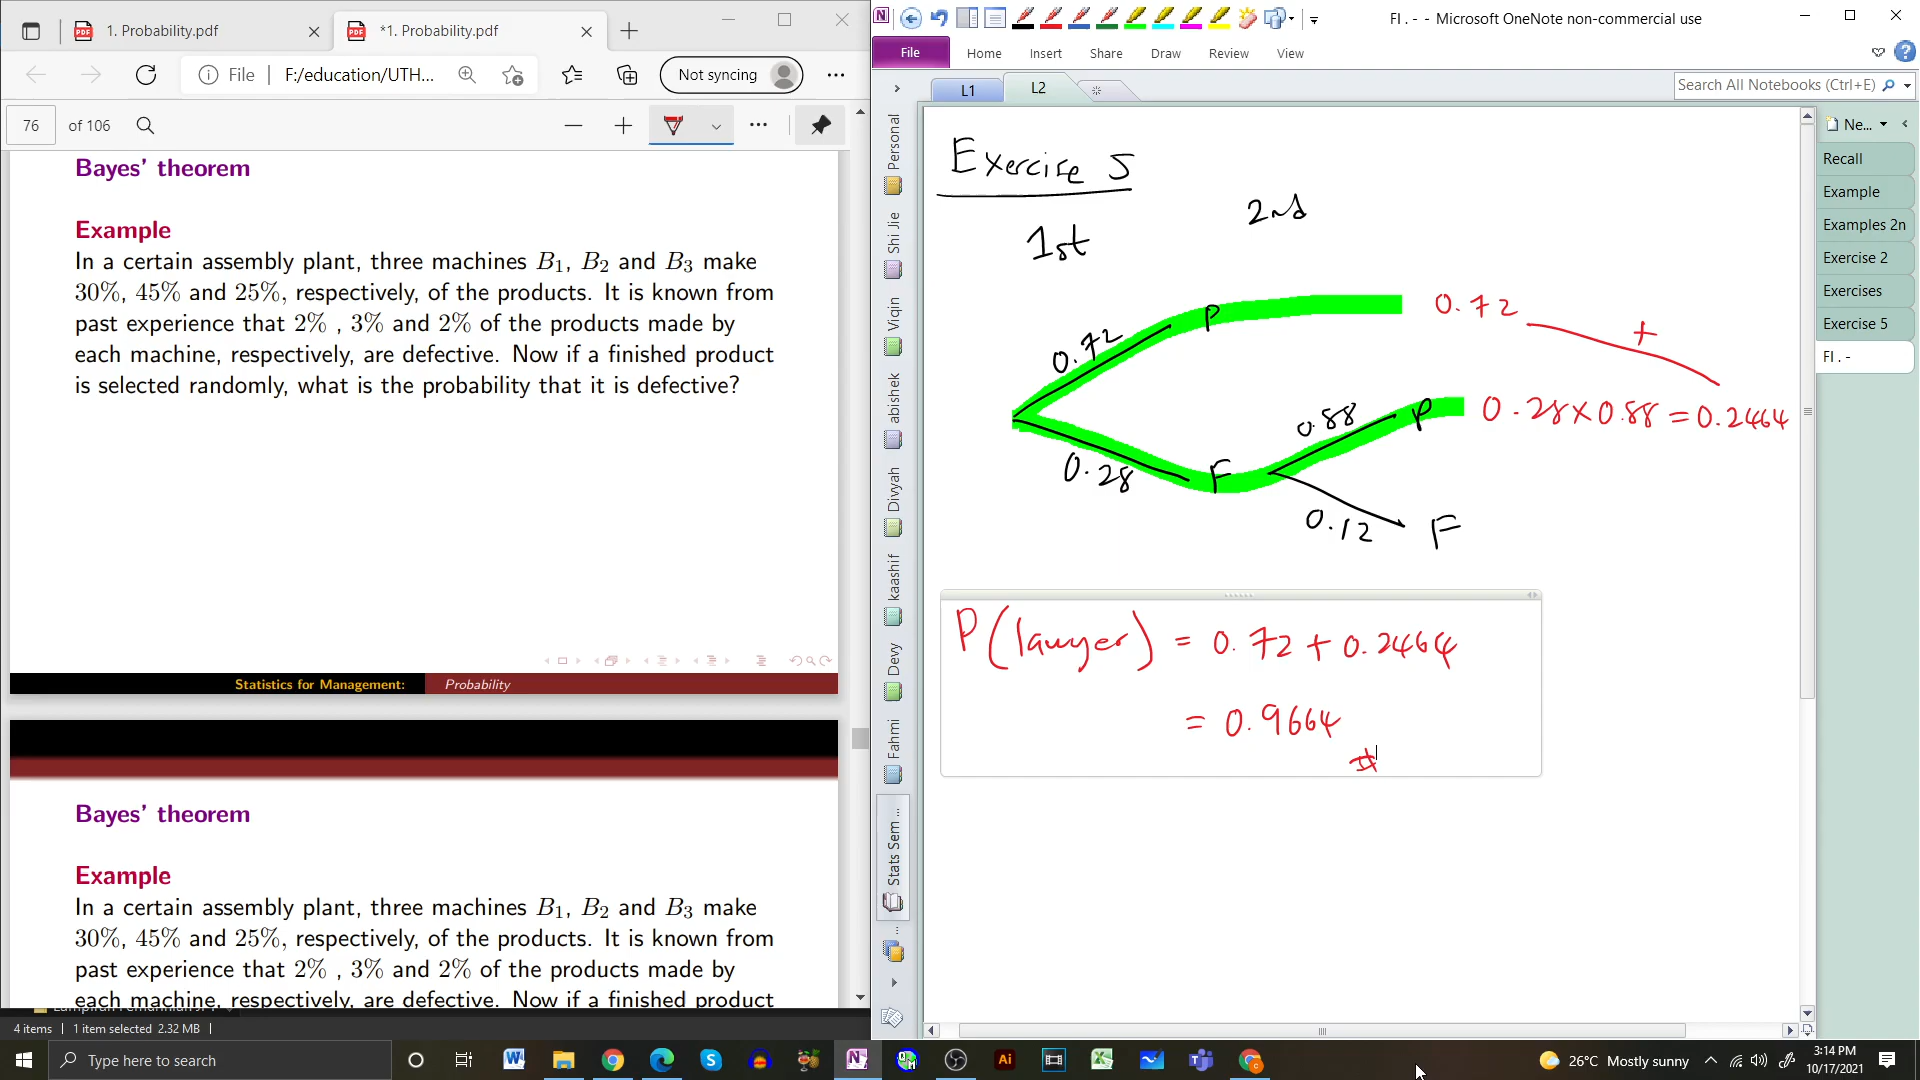 1. Probability.pdf
*1. Probability.pdf
File
F:/education/UTH...
Not syncing
76
of 106
Bayes' theorem
Example
In a certain assembly plant, three machines B₁, B₂ and B₃ make
30%, 45% and 25%, respectively, of the products. It is known from
past experience that 2% , 3% and 2% of the products made by
each machine, respectively, are defective. Now if a finished product
is selected randomly, what is the probability that it is defective?
Statistics for Management:
Probability
Bayes' theorem
Example
In a certain assembly plant, three machines B₁, B₂ and B₃ make
30%, 45% and 25%, respectively, of the products. It is known from
past experience that 2% , 3% and 2% of the products made by
each machine, respectively, are defective. Now if a finished product
4 items
1 item selected 2.32 MB
FI . - - Microsoft OneNote non-commercial use
File
Home
Insert
Share
Draw
Review
View
L1
L2
Search All Notebooks (Ctrl+E)
Personal
Shi Jie
Viqin
abishek
Divyah
kaashif
Devy
Fahmi
Stats Sem ...
Exercise 5
1st
2nd
0.72
P
0.72
+
0.28
F
0.88
P
0.28×0.88=0.2464
0.12
F
P(lawyer) = 0.72+0.2464
= 0.9664
#
Ne...
Recall
Example
Examples 2n
Exercise 2
Exercises
Exercise 5
FI . -
Type here to search
26°C Mostly sunny
3:14 PM
10/17/2021